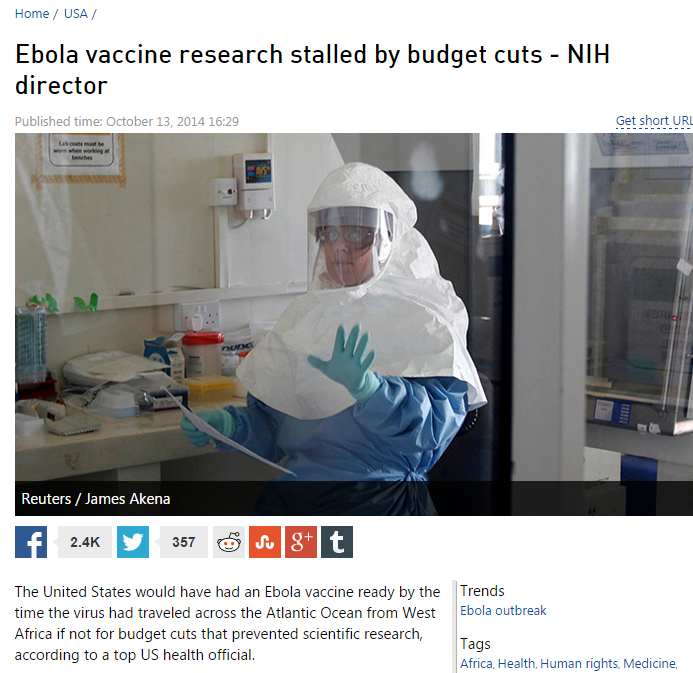 Home / USA /
Ebola vaccine research stalled by budget cuts - NIH
director
Published time: October 13, 2014 16:29
Get short URL
Lab coats must be
worn when working at
benches
Reuters / James Akena
f
2.4K
357
g+
t
The United States would have had an Ebola vaccine ready by the
time the virus had traveled across the Atlantic Ocean from West
Africa if not for budget cuts that prevented scientific research,
according to a top US health official.
Trends
Ebola outbreak
Tags
Africa, Health, Human rights, Medicine,